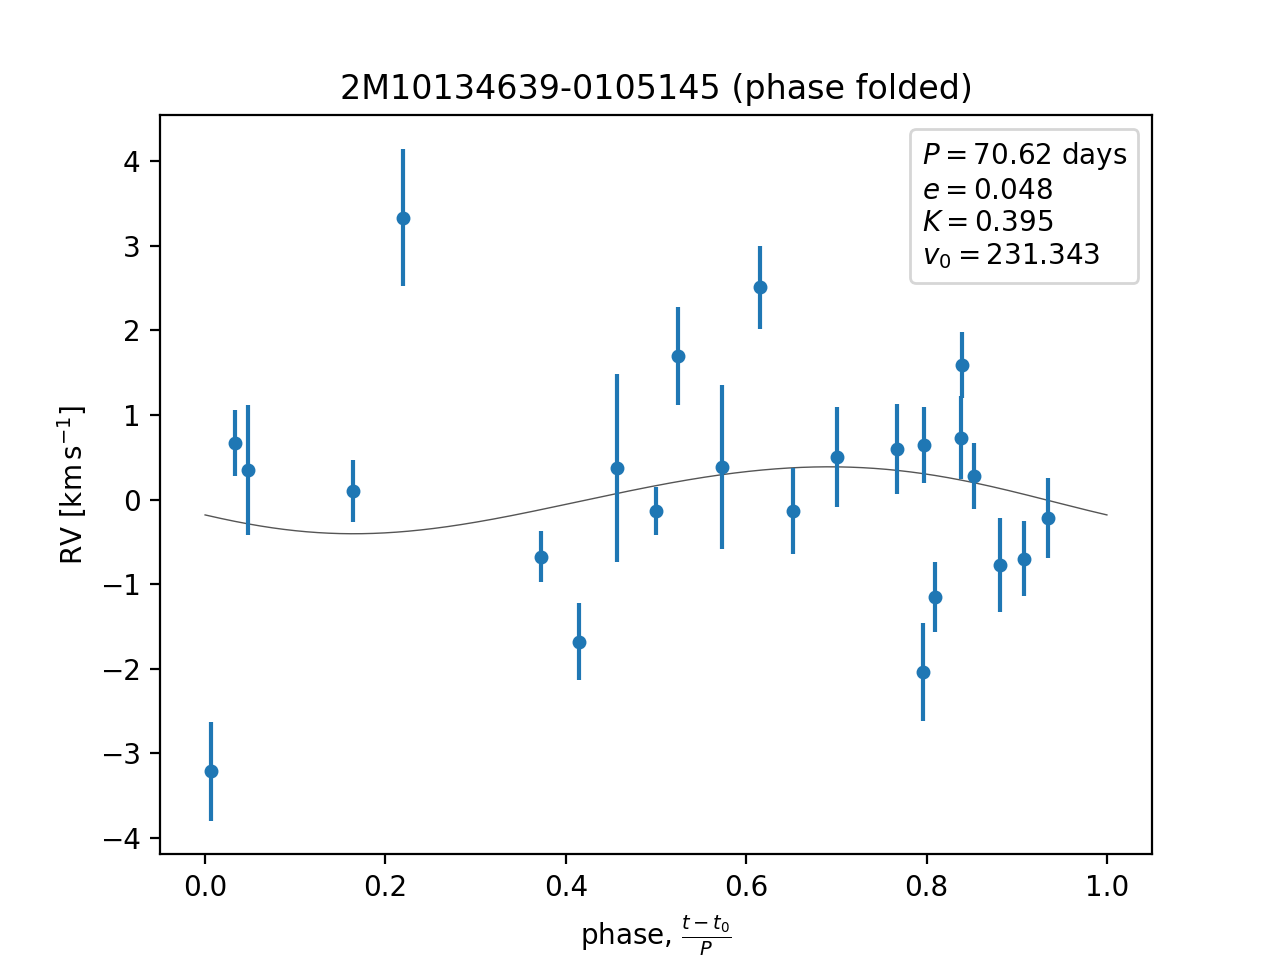 2M10134639-0105145 (phase folded)
P = 70.62 days
e = 0.048
K = 0.395
v₀ = 231.343
4
3
2
1
0
−1
−2
−3
−4
RV [km s⁻¹]
0.0 0.2 0.4 0.6 0.8 1.0
phase, (t − t₀)/P